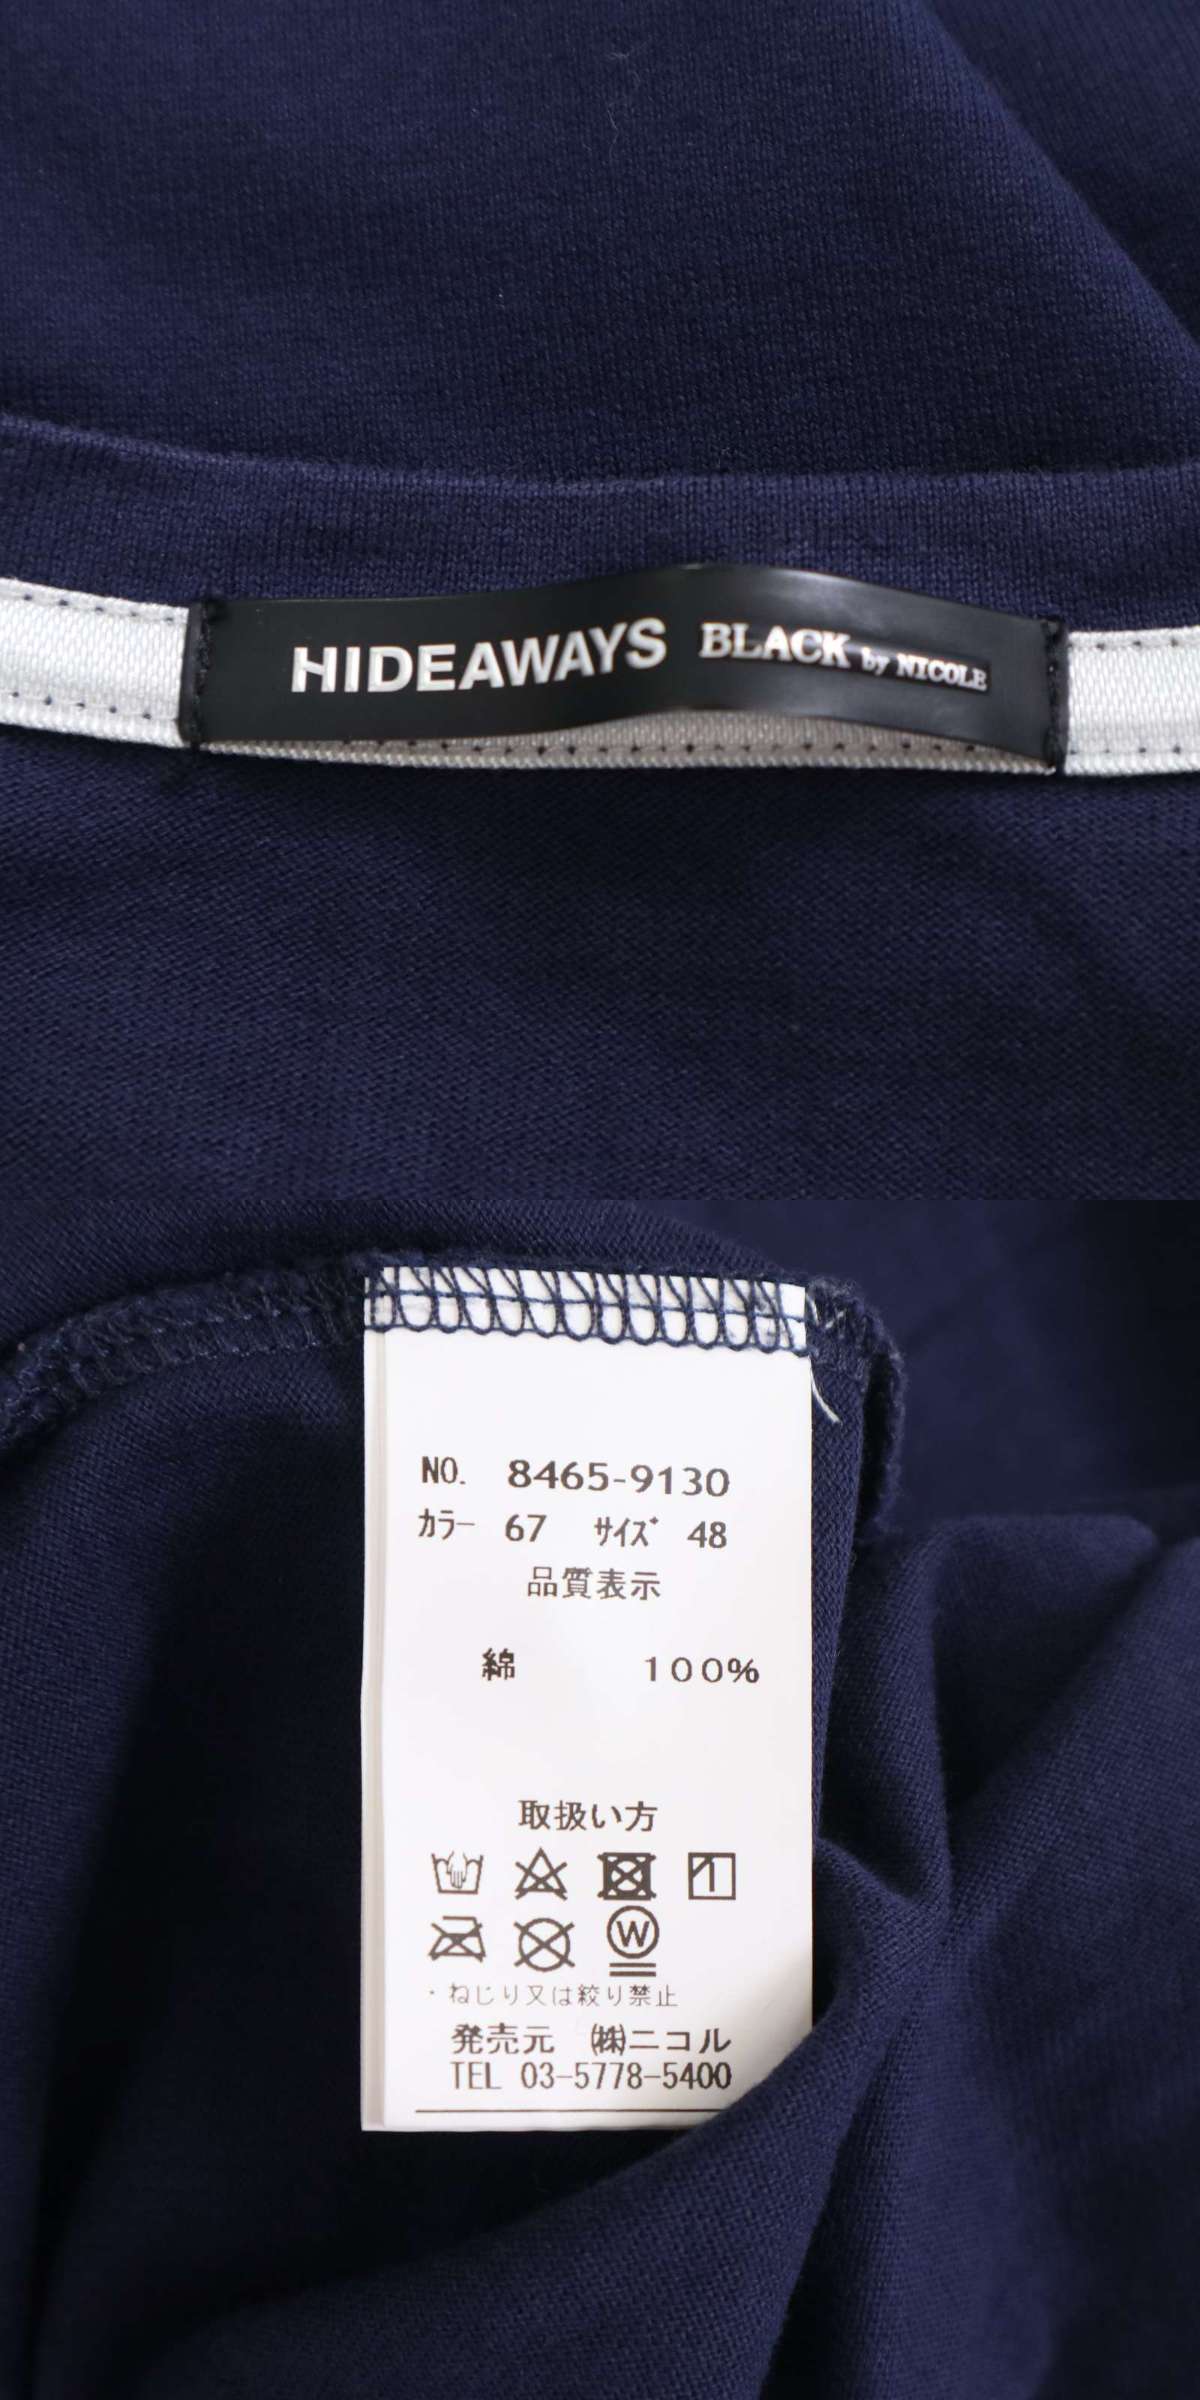 HIDEAWAYS BLACK by NICOLE
NO. 8465-9130
カラー 67 サイズ 48
品質表示
綿 100%
取扱い方
W
・ねじり又は絞り禁止
発売元 ㈱ニコル
TEL 03-5778-5400